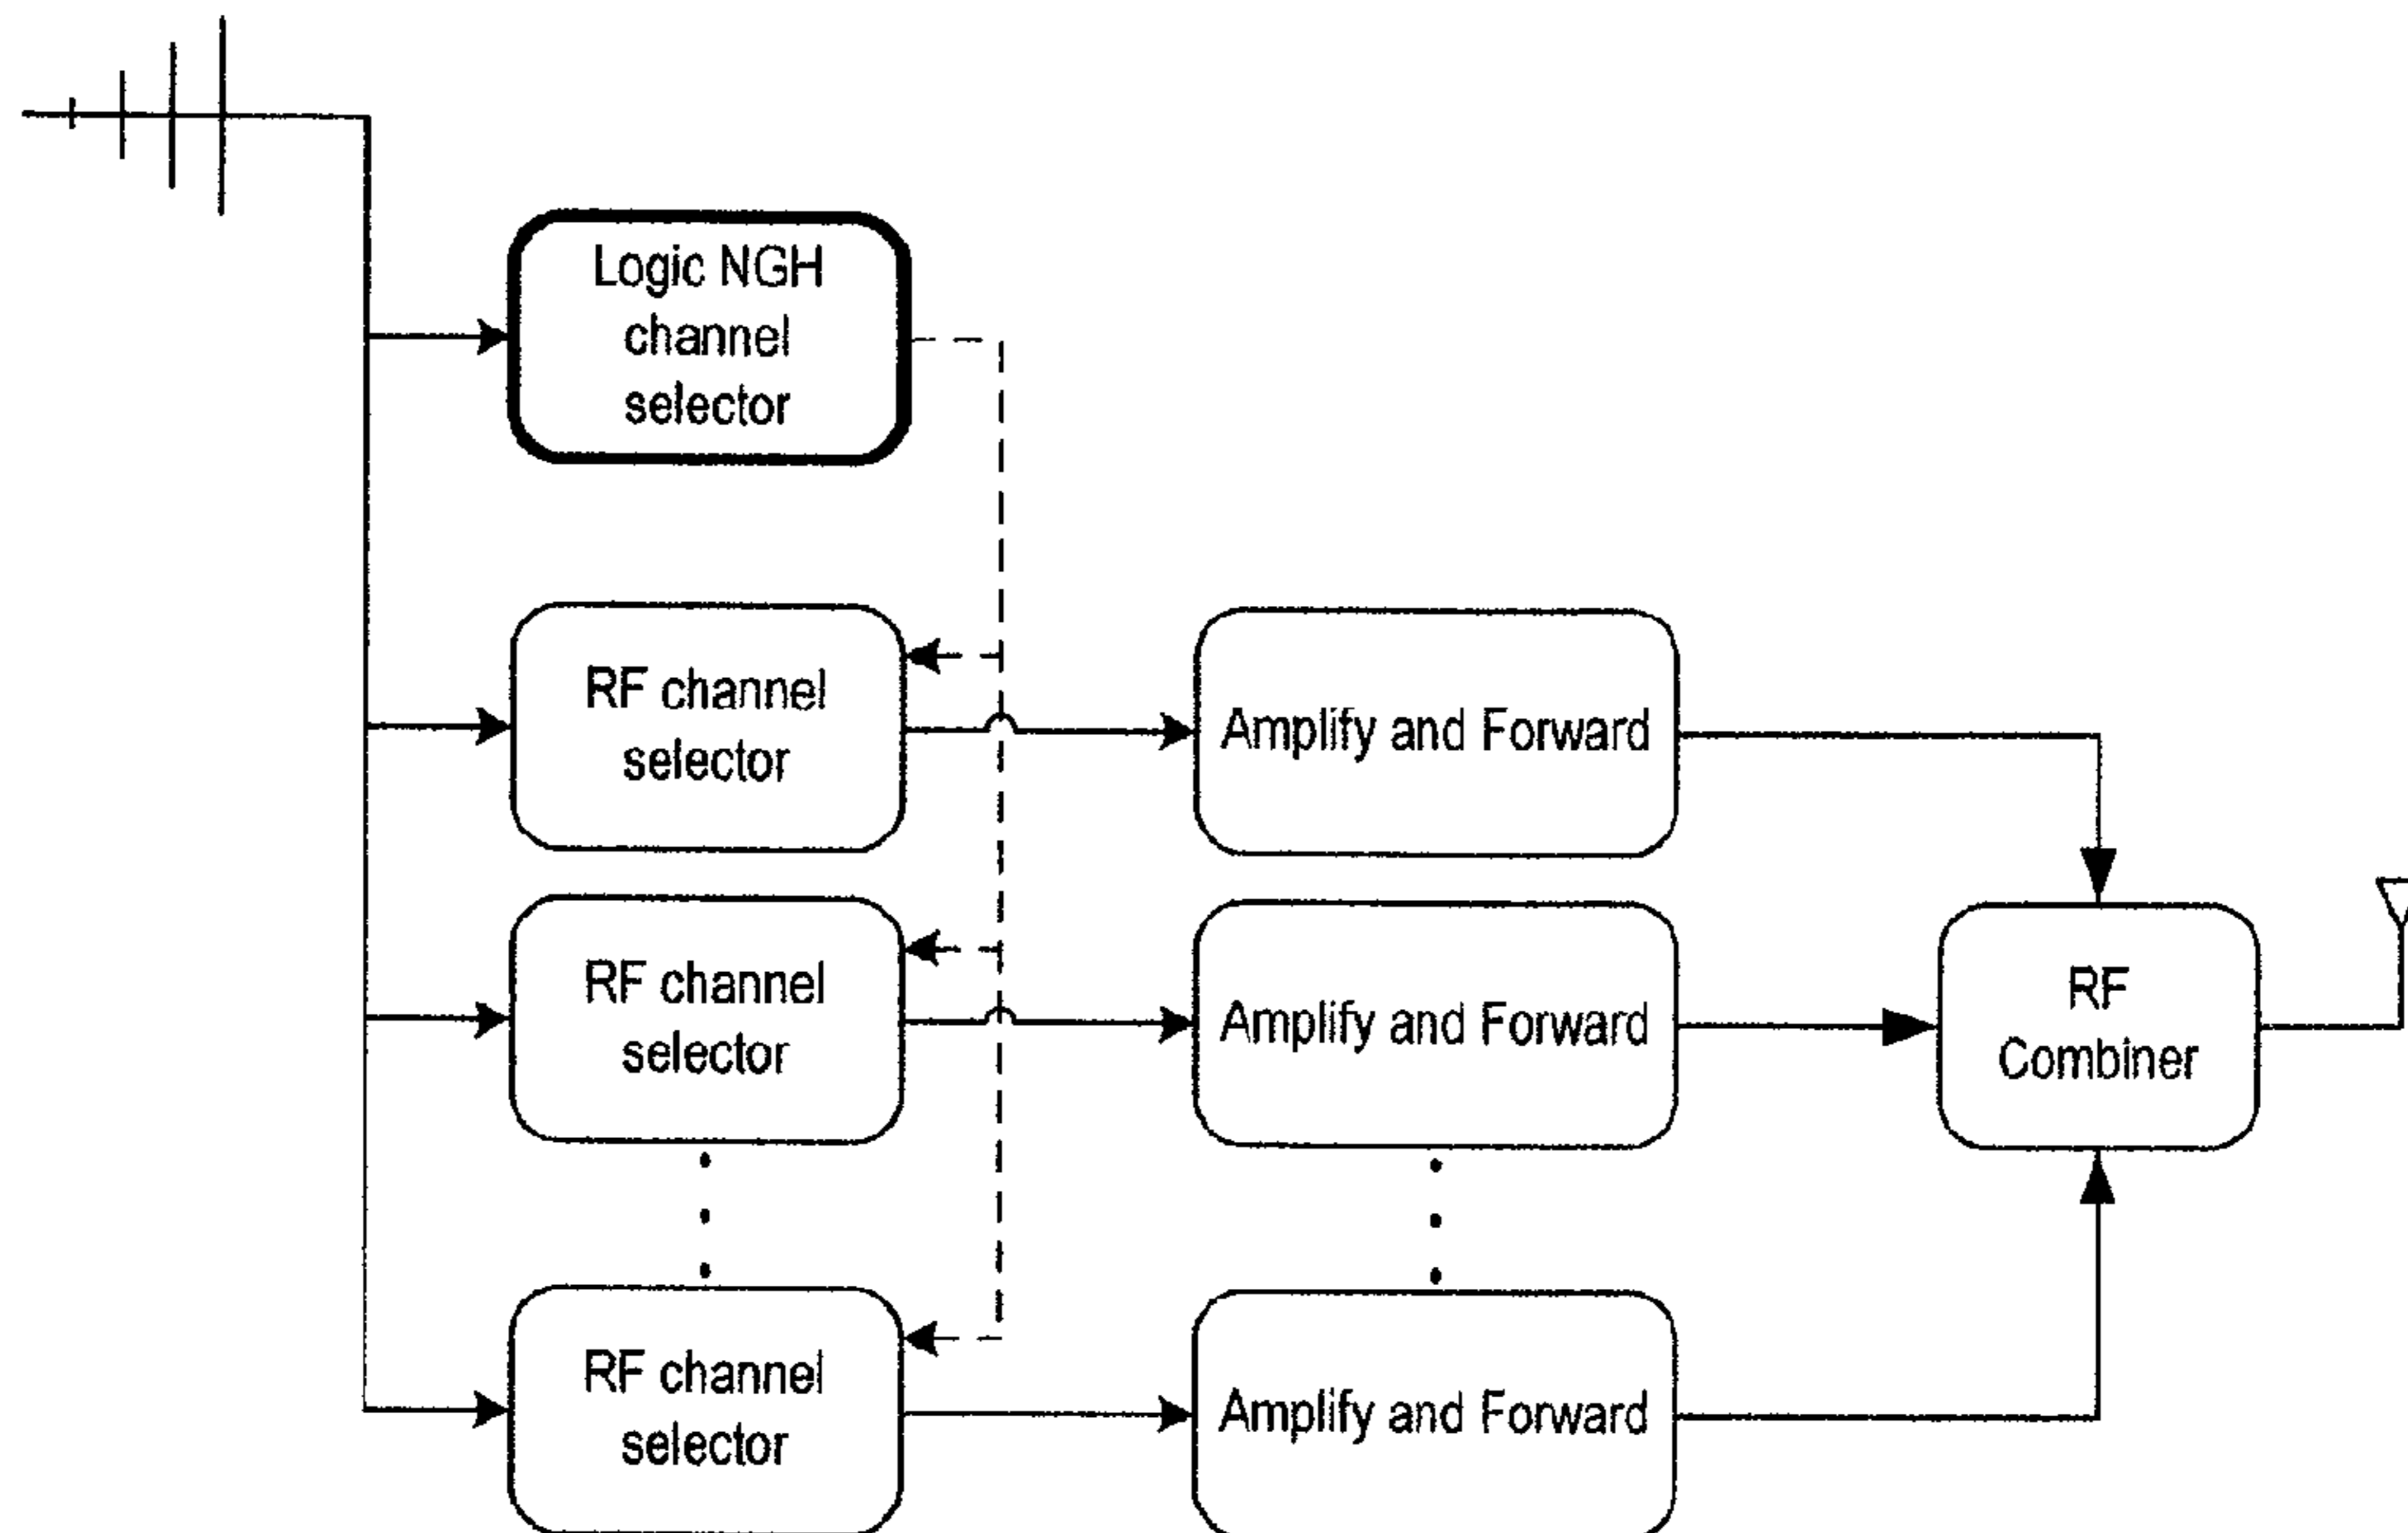 Logic NGH
channel
selector
RF channel
selector
Amplify and Forward
RF channel
selector
Amplify and Forward
RF
Combiner
RF channel
selector
Amplify and Forward